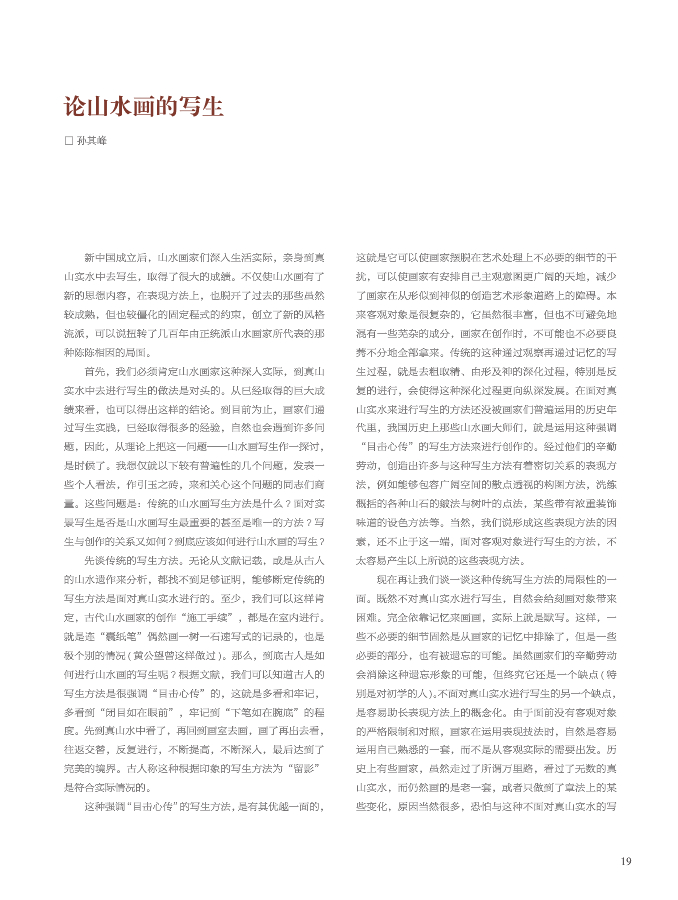 论山水画的写生
□ 孙其峰
新中国成立后，山水画家们深入生活实际，亲身到真
山实水中去写生，取得了很大的成绩。不仅使山水画有了
新的思想内容，在表现方法上，也脱开了过去的那些虽然
较成熟，但也较僵化的固定程式的约束，创立了新的风格
流派，可以说扭转了几百年由正统派山水画家所代表的那
种陈陈相因的局面。
首先，我们必须肯定山水画家这种深入实际，到真山
实水中去进行写生的做法是对头的。从已经取得的巨大成
绩来看，也可以得出这样的结论。到目前为止，画家们通
过写生实践，已经取得很多的经验，自然也会遇到许多问
题，因此，从理论上把这一问题——山水画写生作一探讨，
是时候了。我想仅就以下较有普遍性的几个问题，发表一
些个人看法，作引玉之砖，来和关心这个问题的同志们商
量。这些问题是：传统的山水画写生方法是什么？面对实
景写生是否是山水画写生最重要的甚至是唯一的方法？写
生与创作的关系又如何？到底应该如何进行山水画的写生？
先谈传统的写生方法。无论从文献记载，或是从古人
的山水遗作来分析，都找不到足够证明，能够断定传统的
写生方法是面对真山实水进行的。至少，我们可以这样肯
定，古代山水画家的创作“施工手续”，都是在室内进行。
就是连“囊纸笔”偶然画一树一石速写式的记录的，也是
极个别的情况（黄公望曾这样做过）。那么，到底古人是如
何进行山水画的写生呢？根据文献，我们可以知道古人的
写生方法是很强调“目击心传”的，这就是多看和牢记，
多看到“闭目如在眼前”，牢记到“下笔如在腕底”的程
度。先到真山水中看了，再回到画室去画，画了再出去看，
往返交替，反复进行，不断提高，不断深入，最后达到了
完美的境界。古人称这种根据印象的写生方法为“留影”
是符合实际情况的。
这种强调“目击心传”的写生方法，是有其优越一面的，
这就是它可以使画家摆脱在艺术处理上不必要的细节的干
扰，可以使画家有安排自己主观意图更广阔的天地，减少
了画家在从形似到神似的创造艺术形象道路上的障碍。本
来客观对象是很复杂的，它虽然很丰富，但也不可避免地
混有一些芜杂的成分，画家在创作时，不可能也不必要良
莠不分地全部拿来。传统的这种通过观察再通过记忆的写
生过程，就是去粗取精，由形及神的深化过程，特别是反
复的进行，会使得这种深化过程更向纵深发展。在面对真
山实水来进行写生的方法还没被画家们普遍运用的历史年
代里，我国历史上那些山水画大师们，就是运用这种强调
“目击心传”的写生方法来进行创作的。经过他们的辛勤
劳动，创造出许多与这种写生方法有着密切关系的表现方
法，例如能够包容广阔空间的散点透视的构图方法，洗练
概括的各种山石的皴法与树叶的点法，某些带有浓重装饰
味道的设色方法等。当然，我们说形成这些表现方法的因
素，还不止于这一端，面对客观对象进行写生的方法，不
太容易产生以上所说的这些表现方法。
现在再让我们谈一谈这种传统写生方法的局限性的一
面。既然不对真山实水进行写生，自然会给刻画对象带来
困难。完全依靠记忆来画画，实际上就是默写。这样，一
些不必要的细节固然是从画家的记忆中排除了，但是一些
必要的部分，也有被遗忘的可能。虽然画家们的辛勤劳动
会消除这种遗忘形象的可能，但终究它还是一个缺点（特
别是对初学的人）。不面对真山实水进行写生的另一个缺点，
是容易助长表现方法上的概念化。由于面前没有客观对象
的严格限制和对照，画家在运用表现技法时，自然是容易
运用自己熟悉的一套，而不是从客观实际的需要出发。历
史上有些画家，虽然走过了所谓万里路，看过了无数的真
山实水，而仍然画的是老一套，或者只做到了章法上的某
些变化，原因当然很多，恐怕与这种不面对真山实水的写
19